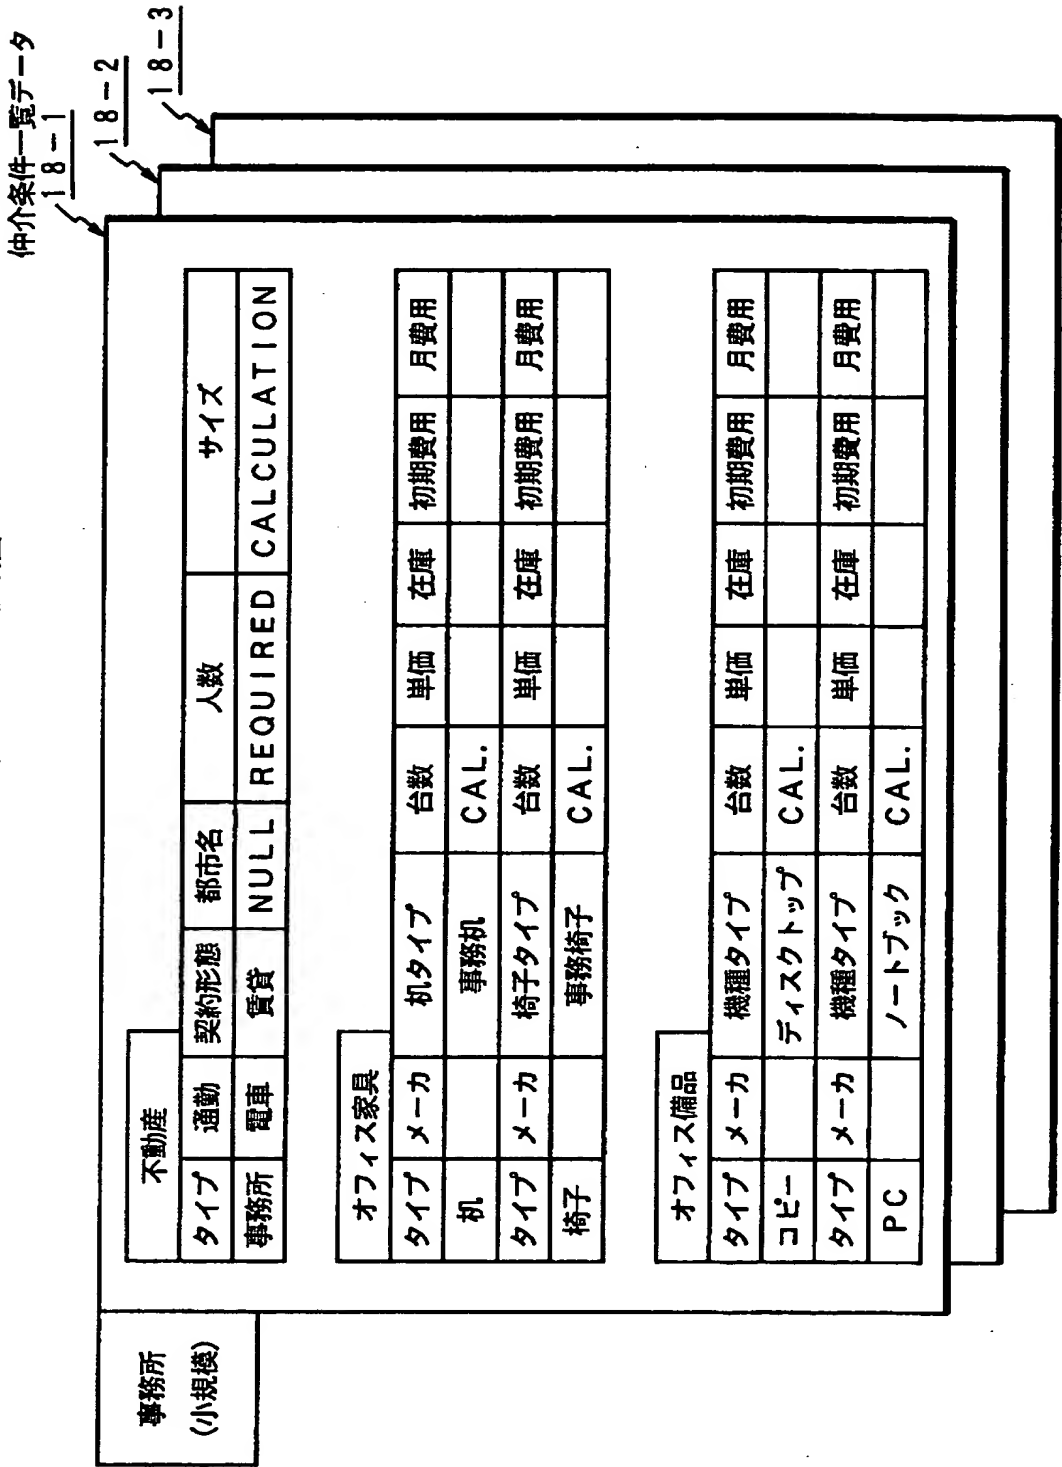 仲介条件一覧データ
18-1
18-2
18-3
事務所
(小規模)
不動産
タイプ 通勤 契約形態 都市名 人数 サイズ
事務所 電車 賃貸 NULL REQUIRED CALCULATION
オフィス家具
タイプ メーカ 机タイプ 台数 単価 在庫 初期費用 月費用
机 事務机 CAL.
タイプ メーカ 椅子タイプ 台数 単価 在庫 初期費用 月費用
椅子 事務椅子 CAL.
オフィス備品
タイプ メーカ 機種タイプ 台数 単価 在庫 初期費用 月費用
コピー ディスクトップ CAL.
タイプ メーカ 機種タイプ 台数 単価 在庫 初期費用 月費用
PC ノートブック CAL.